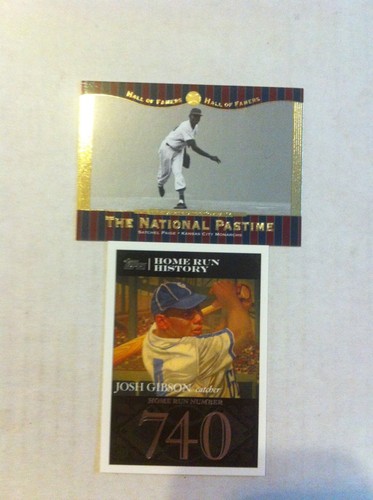 HALL OF FAMERS HALL OF FAMERS
THE NATIONAL PASTIME
SATCHEL PAIGE • KANSAS CITY MONARCHS
Topps HOME RUN
HISTORY
JOSH GIBSON catcher
HOME RUN NUMBER
740